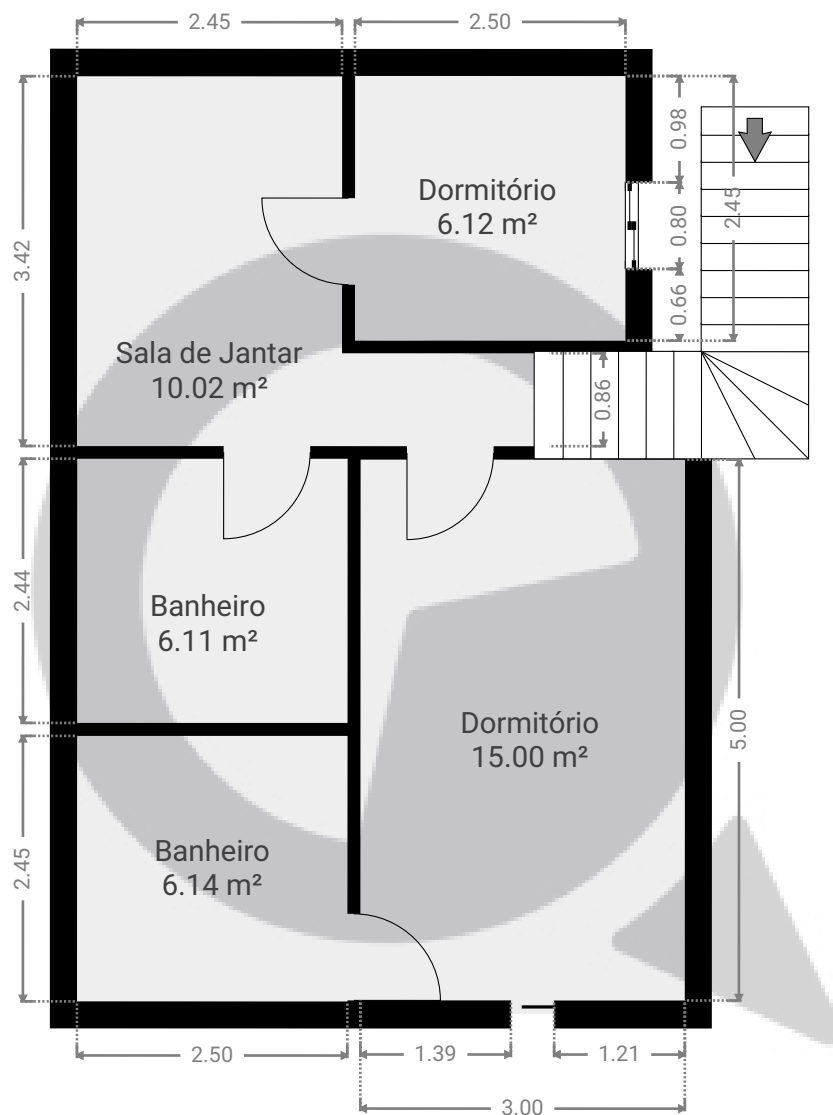 2.45
2.50
0.98
Dormitório
6.12 m²
0.80
2.45
3.42
0.66
Sala de Jantar
10.02 m²
0.86
2.44
Banheiro
6.11 m²
Dormitório
15.00 m²
5.00
2.45
Banheiro
6.14 m²
2.50
1.39
1.21
3.00